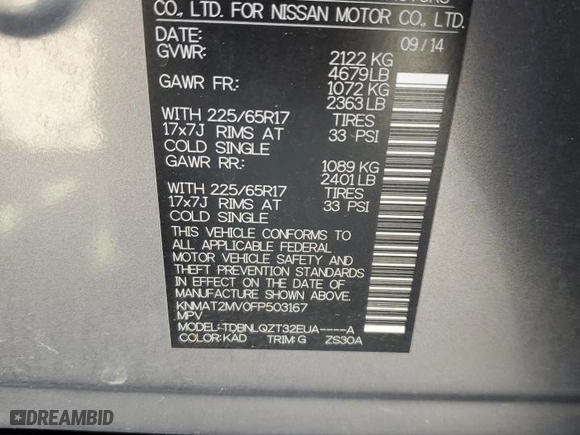 CO., LTD. FOR NISSAN MOTOR CO., LTD.
DATE: 09/14
GVWR: 2122 KG
4679 LB
GAWR FR: 1072 KG
2363 LB
WITH 225/65R17 TIRES
17x7J RIMS AT 33 PSI
COLD SINGLE
GAWR RR: 1089 KG
2401 LB
WITH 225/65R17 TIRES
17x7J RIMS AT 33 PSI
COLD SINGLE
THIS VEHICLE CONFORMS TO
ALL APPLICABLE FEDERAL
MOTOR VEHICLE SAFETY AND
THEFT PREVENTION STANDARDS
IN EFFECT ON THE DATE OF
MANUFACTURE SHOWN ABOVE.
KNMAT2MV0FP503167
MPV
MODEL:TDBNLQZT32EUA----A
COLOR:KAD TRIM:G ZS30A
DREAMBID